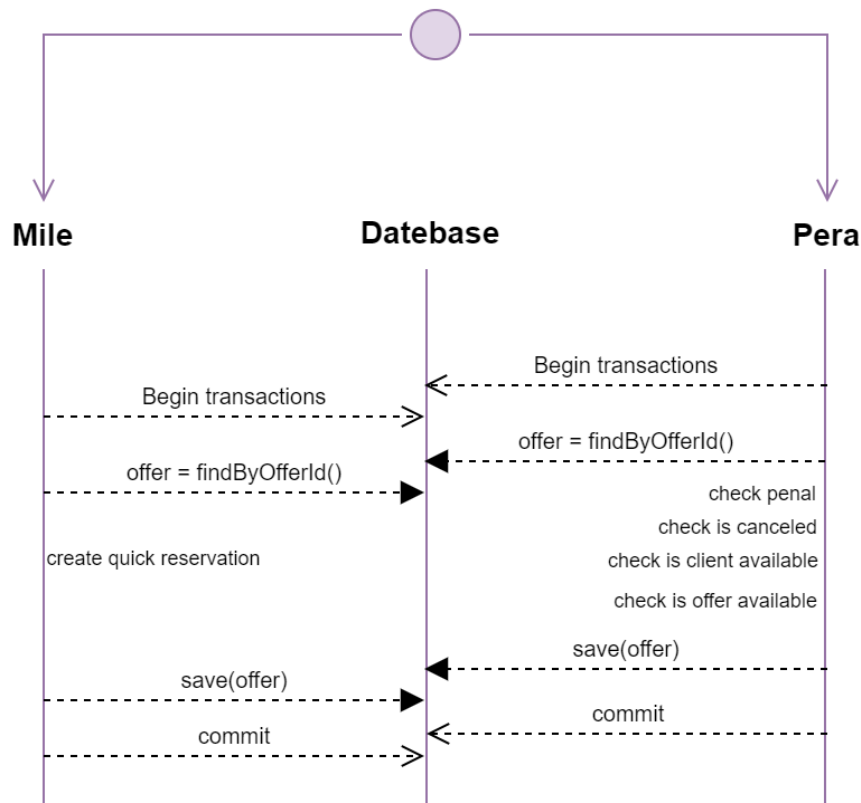 Mile
Datebase
Pera
Begin transactions
Begin transactions
offer = findByOfferId()
offer = findByOfferId()
check penal
check is canceled
create quick reservation
check is client available
check is offer available
save(offer)
save(offer)
commit
commit